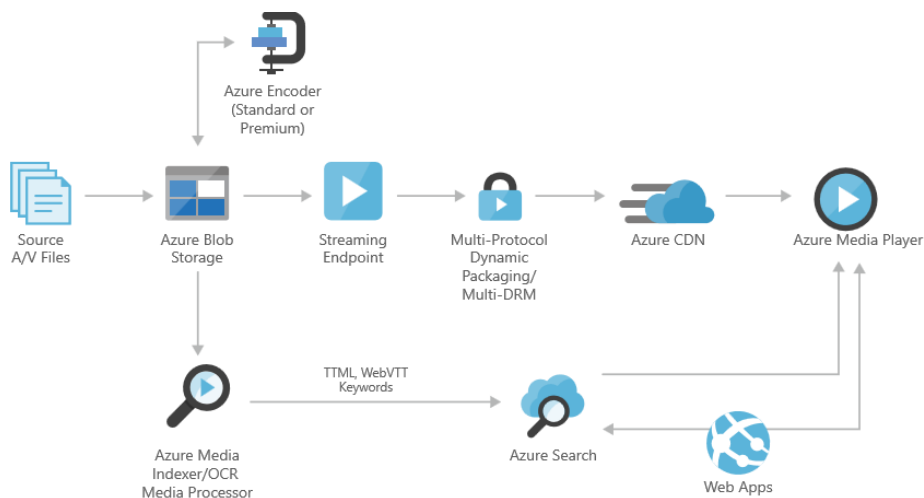 Azure Encoder
(Standard or
Premium)
Source
A/V Files
Azure Blob
Storage
Streaming
Endpoint
Multi-Protocol
Dynamic
Packaging/
Multi-DRM
Azure CDN
Azure Media Player
TTML, WebVTT
Keywords
Azure Media
Indexer/OCR
Media Processor
Azure Search
Web Apps